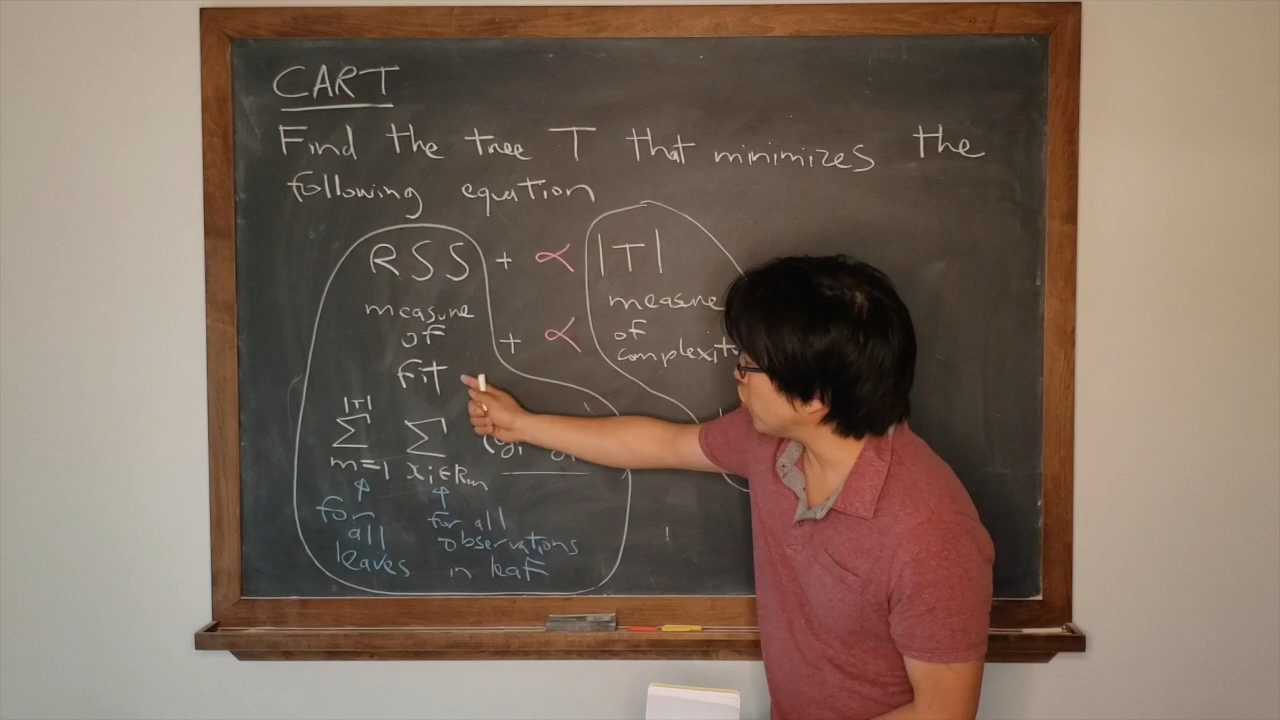 CART
Find the tree T that minimizes the
following equation
RSS + α |T|
measure measure
of + α of
fit complexity
|T|
Σ Σ (yi
m=1 xi∈Rm
for for all
all observations
leaves in leaf